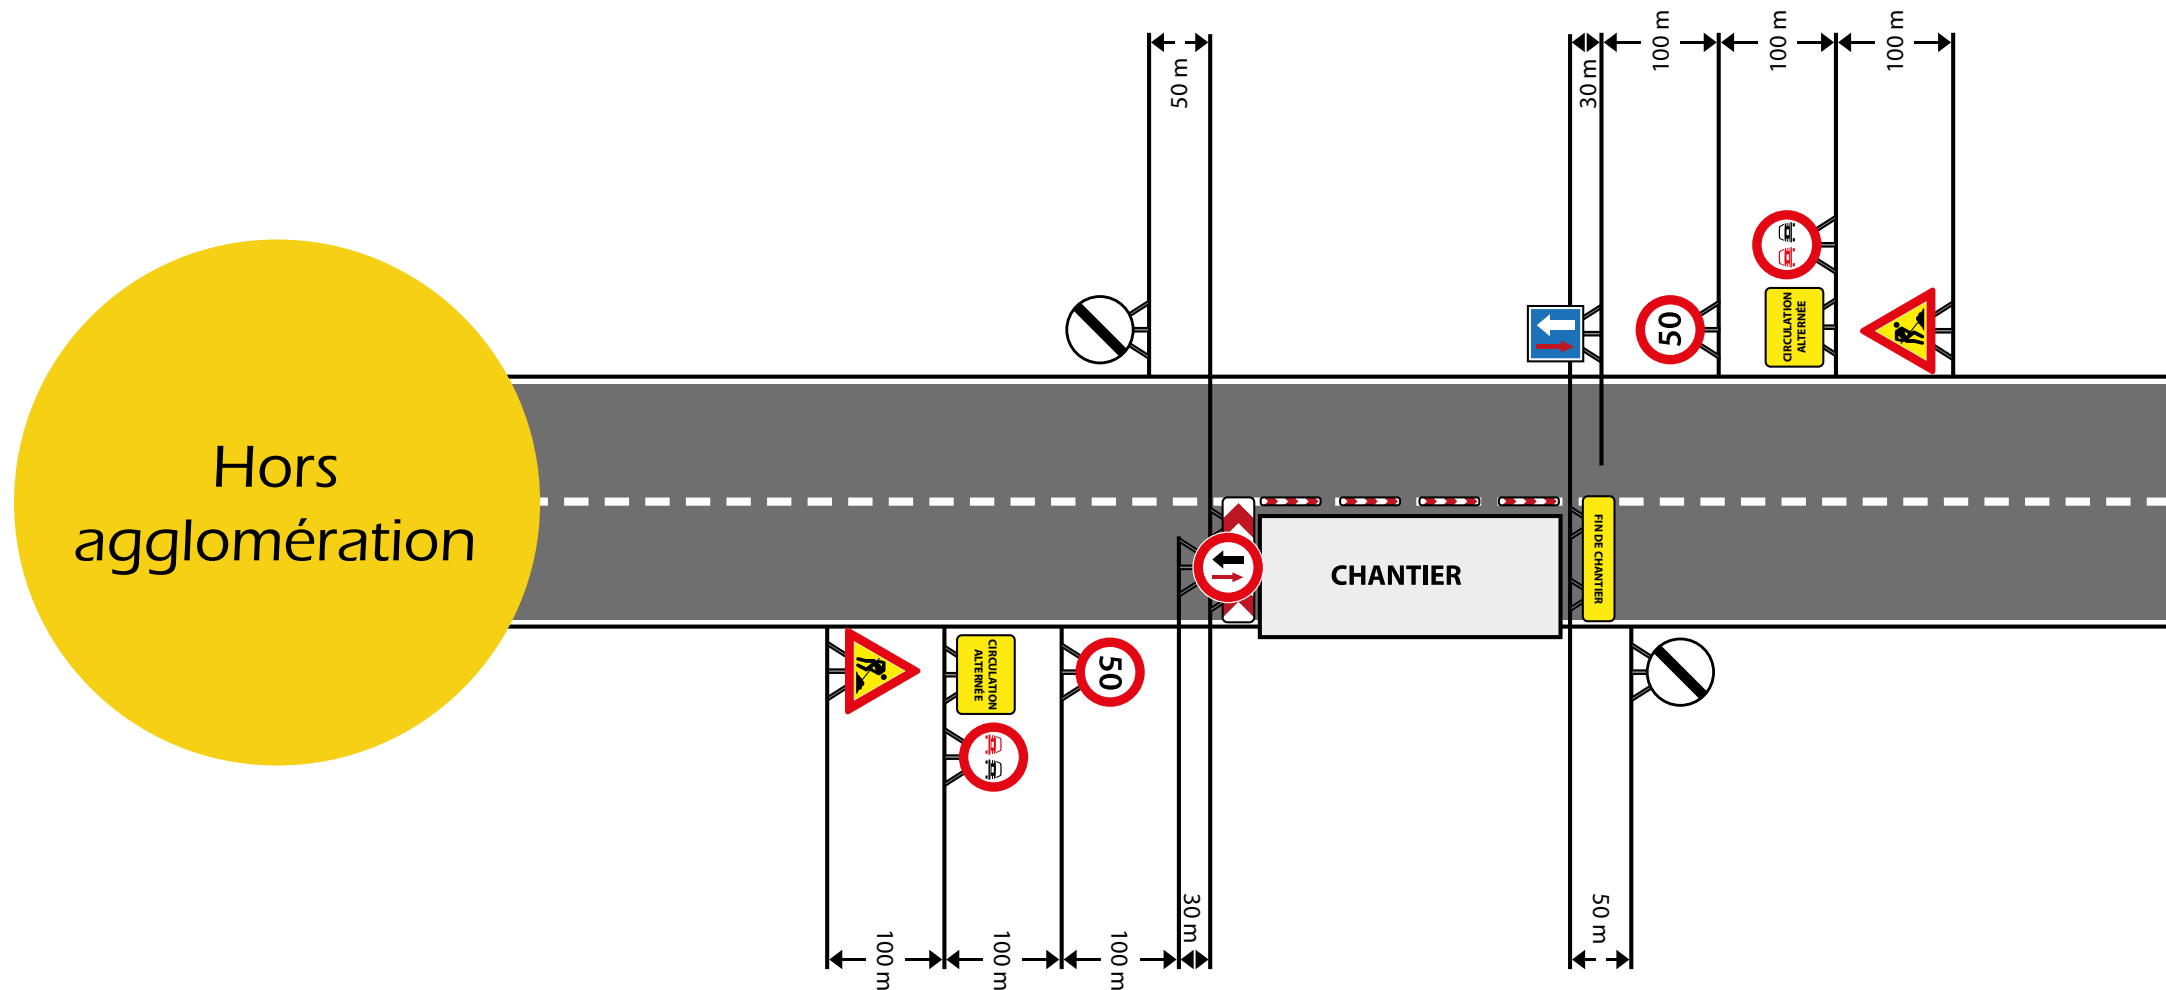 50 m
30 m
100 m
100 m
100 m
50
CIRCULATION
ALTERNÉE
Hors
agglomération
FIN DE CHANTIER
CHANTIER
CIRCULATION
ALTERNÉE
50
100 m
100 m
100 m
30 m
50 m